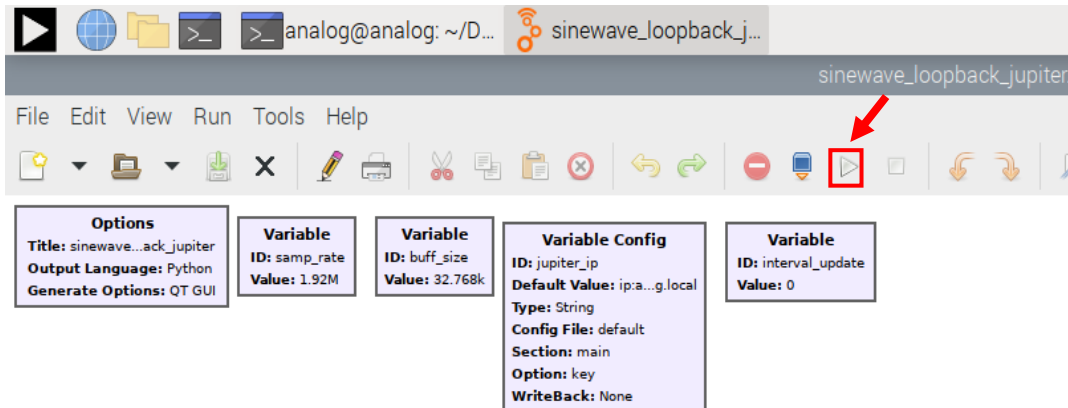 analog@analog: ~/D... sinewave_loopback_j...
sinewave_loopback_jupiter
File Edit View Run Tools Help
Options
Title: sinewave...ack_jupiter
Output Language: Python
Generate Options: QT GUI
Variable
ID: samp_rate
Value: 1.92M
Variable
ID: buff_size
Value: 32.768k
Variable Config
ID: jupiter_ip
Default Value: ip:a...g.local
Type: String
Config File: default
Section: main
Option: key
WriteBack: None
Variable
ID: interval_update
Value: 0